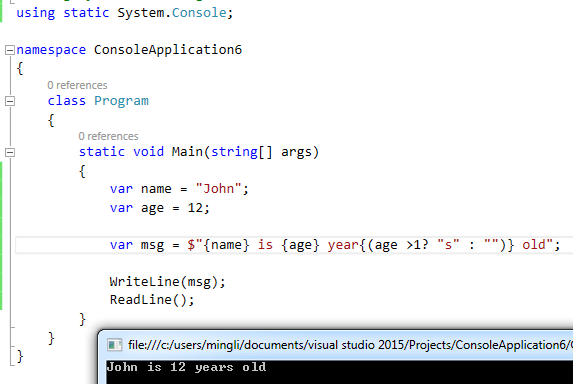 using static System.Console;
namespace ConsoleApplication6
{
0 references
class Program
{
0 references
static void Main(string[] args)
{
var name = "John";
var age = 12;
var msg = $"{name} is {age} year{(age >1? "s" : "")} old";
WriteLine(msg);
ReadLine();
}
}
}
file:///c:/users/mingli/documents/visual studio 2015/Projects/ConsoleApplication6/
John is 12 years old